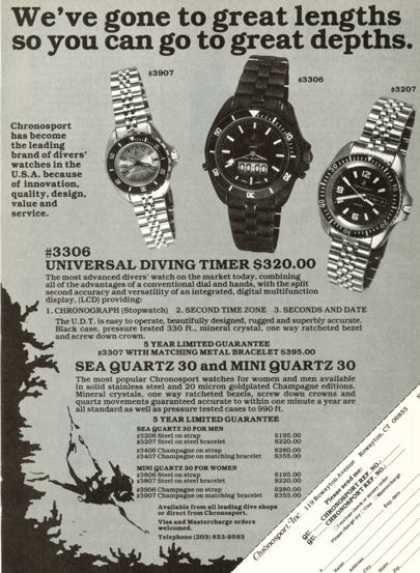 We've gone to great lengths
so you can go to great depths.
#3907
#3306
#3207
Chronosport
has become
the leading
brand of divers'
watches in the
U.S.A. because
of innovation,
quality, design,
value and
service.
#3306
UNIVERSAL DIVING TIMER $320.00
The most advanced divers' watch on the market today, combining
all of the advantages of a conventional dial and hands, with the split
second accuracy and versatility of an integrated, digital multifunction
display, (LCD) providing:
1. CHRONOGRAPH (Stopwatch) 2. SECOND TIME ZONE 3. SECONDS AND DATE
The U.D.T. is easy to operate, beautifully designed, rugged and superbly accurate.
Black case, pressure tested 330 ft., mineral crystal, one way ratcheted bezel
and screw down crown.
5 YEAR LIMITED GUARANTEE
#3307 WITH MATCHING METAL BRACELET $395.00
SEA QUARTZ 30 and MINI QUARTZ 30
The most popular Chronosport watches for women and men available
in solid stainless steel and 20 micron goldplated Champagne editions.
Mineral crystals, one way ratcheted bezels, screw down crowns and
quartz movements guaranteed accurate to within one minute a year are
all standard as well as pressure tested cases to 990 ft.
5 YEAR LIMITED GUARANTEE
SEA QUARTZ 30 FOR MEN
#3206 Steel on strap $195.00
#3207 Steel on steel bracelet $220.00
#3406 Champagne on strap $280.00
#3407 Champagne on matching bracelet $355.00
MINI QUARTZ 30 FOR WOMEN
#3906 Steel on strap $195.00
#3907 Steel on steel bracelet $220.00
#3906 Champagne on strap $280.00
#3907 Champagne on matching bracelet $355.00
Available from all leading dive shops
or direct from Chronosport.
Visa and Mastercharge orders
welcomed.
Telephone (203) 853-9593
Chronosport Inc. 119 Rowayton Avenue, Rowayton, CT. 06853
Please send me:
CHRONOSPORT REF. NO.:
CHRONOSPORT REF. NO.: